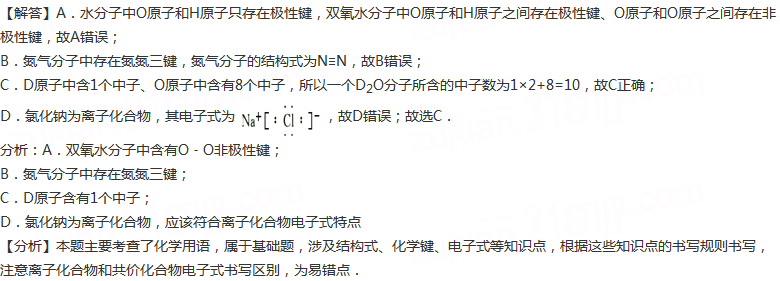 【解答】A．水分子中O原子和H原子只存在极性键，双氧水分子中O原子和H原子之间存在极性键、O原子和O原子之间存在非
极性键，故A错误；
B．氮气分子中存在氮氮三键，氮气分子的结构式为N≡N，故B错误；
C．D原子中含1个中子、O原子中含有8个中子，所以一个D₂O分子所含的中子数为1×2+8=10，故C正确；
D．氯化钠为离子化合物，其电子式为 Na⁺[:C̤̈l:]⁻ ，故D错误；故选C．
分析：A．双氧水分子中含有O﹣O非极性键；
B．氮气分子中存在氮氮三键；
C．D原子含有1个中子；
D．氯化钠为离子化合物，应该符合离子化合物电子式特点
【分析】本题主要考查了化学用语，属于基础题，涉及结构式、化学键、电子式等知识点，根据这些知识点的书写规则书写，
注意离子化合物和共价化合物电子式书写区别，为易错点．